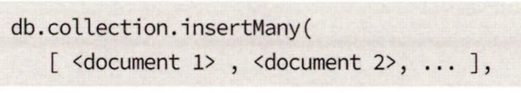 db.collection.insertMany(
[ <document 1> , <document 2>, ... ],